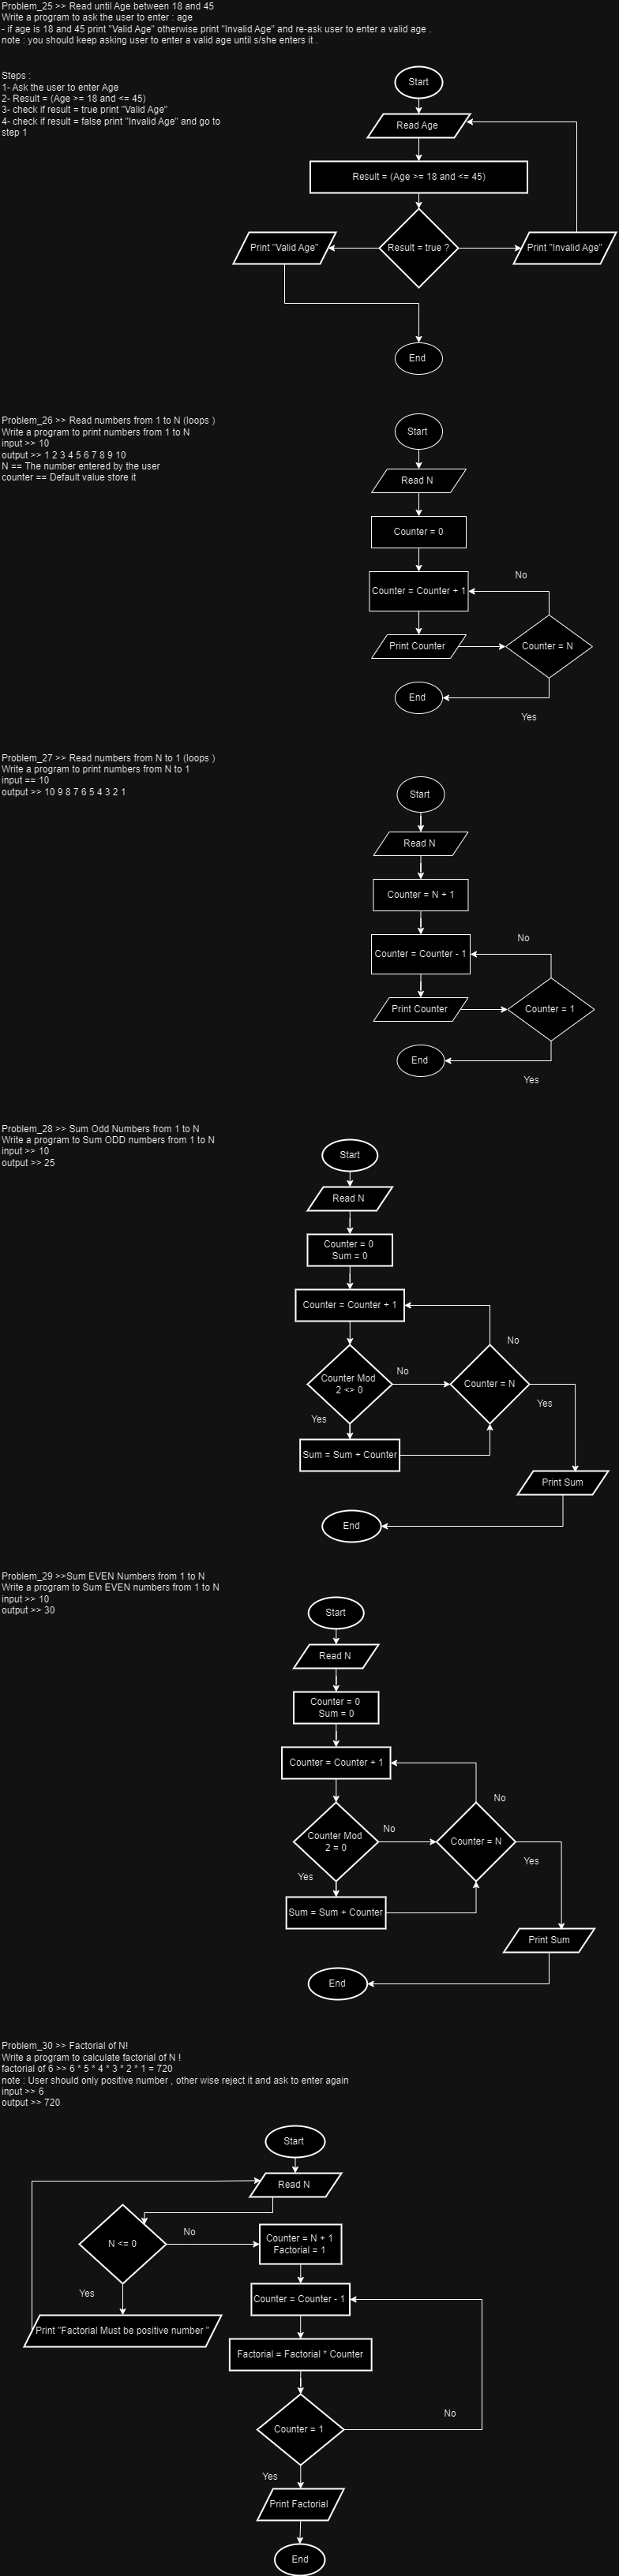 Problem_25 >> Read until Age between 18 and 45
Write a program to ask the user to enter : age
- if age is 18 and 45 print "Valid Age" otherwise print "Invalid Age" and re-ask user to enter a valid age .
note : you should keep asking user to enter a valid age until s/she enters it .
Steps :
1- Ask the user to enter Age
2- Result = (Age >= 18 and <= 45)
3- check if result = true print "Valid Age"
4- check if result = false print "Invalid Age" and go to
step 1
Start
Read Age
Result = (Age >= 18 and <= 45)
Print "Valid Age"
Result = true ?
Print "Invalid Age"
End
Problem_26 >> Read numbers from 1 to N (loops )
Write a program to print numbers from 1 to N
input >> 10
output >> 1 2 3 4 5 6 7 8 9 10
N == The number entered by the user
counter == Default value store it
Start
Read N
Counter = 0
No
Counter = Counter + 1
Print Counter
Counter = N
End
Yes
Problem_27 >> Read numbers from N to 1 (loops )
Write a program to print numbers from N to 1
input == 10
output >> 10 9 8 7 6 5 4 3 2 1
Start
Read N
Counter = N + 1
No
Counter = Counter - 1
Print Counter
Counter = 1
End
Yes
Problem_28 >> Sum Odd Numbers from 1 to N
Write a program to Sum ODD numbers from 1 to N
input >> 10
output >> 25
Start
Read N
Counter = 0
Sum = 0
Counter = Counter + 1
No
Counter Mod
2 <> 0
No
Counter = N
Yes
Yes
Sum = Sum + Counter
Print Sum
End
Problem_29 >>Sum EVEN Numbers from 1 to N
Write a program to Sum EVEN numbers from 1 to N
input >> 10
output >> 30
Start
Read N
Counter = 0
Sum = 0
Counter = Counter + 1
No
Counter Mod
2 = 0
No
Counter = N
Yes
Yes
Sum = Sum + Counter
Print Sum
End
Problem_30 >> Factorial of N!
Write a program to calculate factorial of N !
factorial of 6 >> 6 * 5 * 4 * 3 * 2 * 1 = 720
note : User should only positive number , other wise reject it and ask to enter again
input >> 6
output >> 720
Start
Read N
N <= 0
No
Counter = N + 1
Factorial = 1
Yes
Counter = Counter - 1
Print "Factorial Must be positive number "
Factorial = Factorial * Counter
No
Counter = 1
Yes
Print Factorial
End